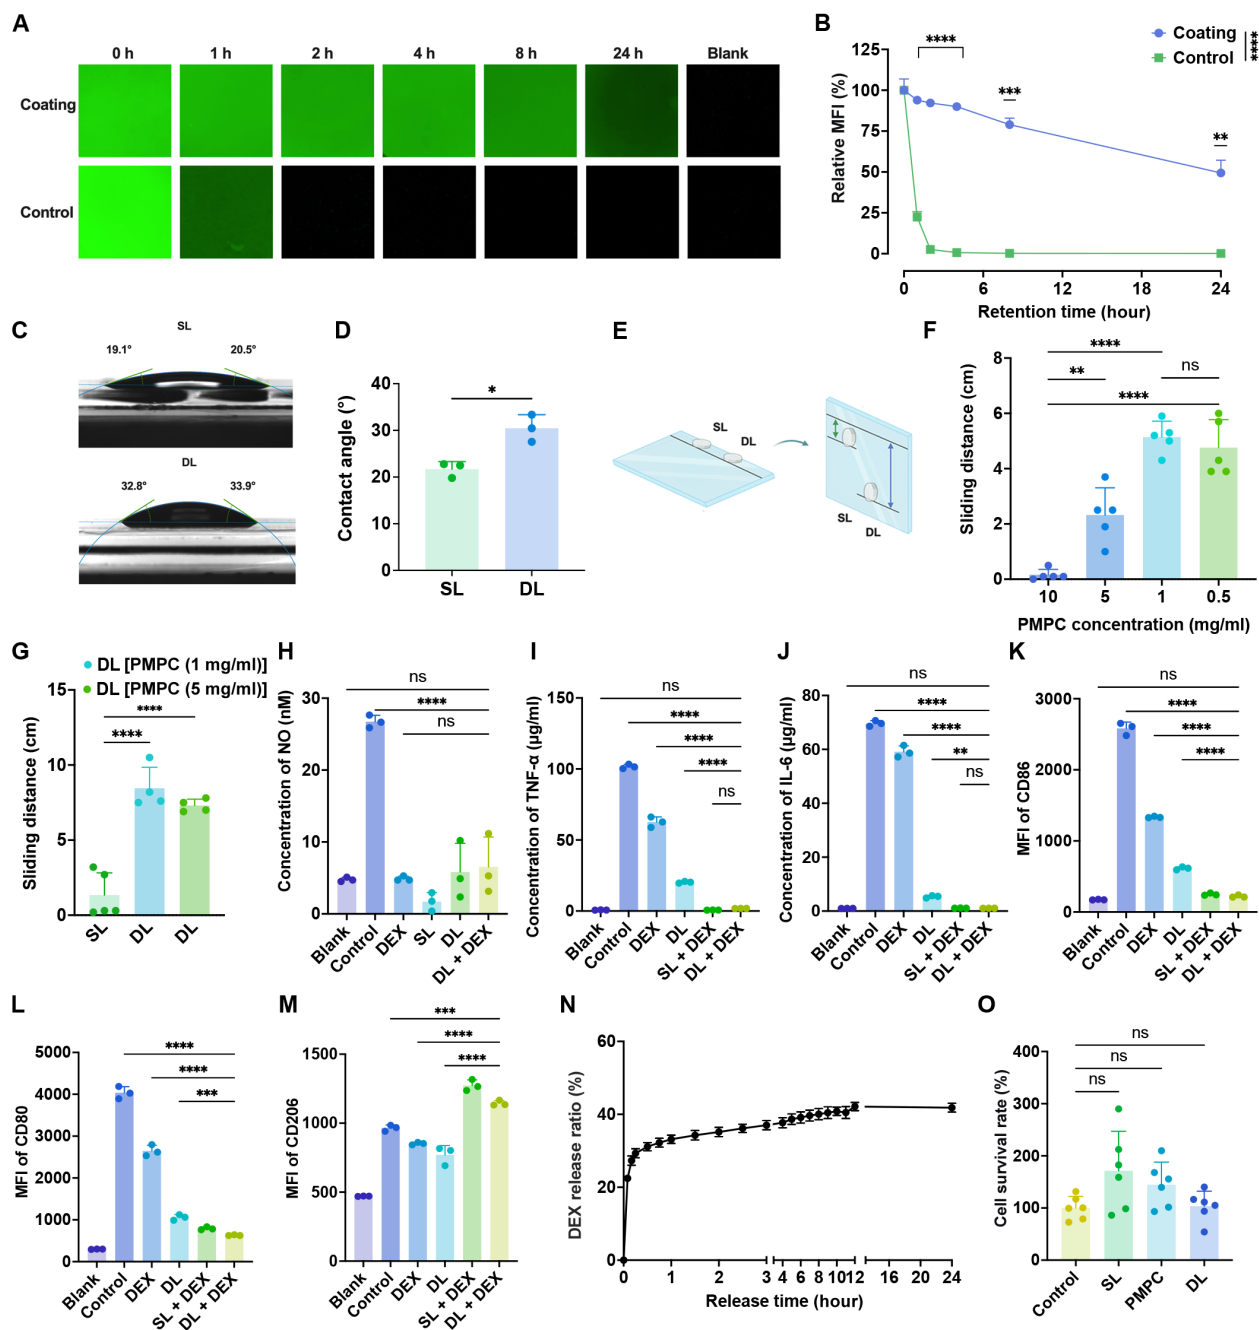 A
0 h 1 h 2 h 4 h 8 h 24 h Blank
Coating
Control
B
Coating
Control
****
****
***
**
Relative MFI (%)
125
100
75
50
25
0
0 6 12 18 24
Retention time (hour)
C
SL
19.1° 20.5°
DL
32.8° 33.9°
D
Contact angle (°)
40
30
20
10
0
*
SL DL
E
SL
DL
SL
DL
F
Sliding distance (cm)
8
6
4
2
0
****
**
ns
****
10 5 1 0.5
PMPC concentration (mg/ml)
G
DL [PMPC (1 mg/ml)]
DL [PMPC (5 mg/ml)]
Sliding distance (cm)
15
10
5
0
****
****
SL DL DL
H
Concentration of NO (nM)
30
20
10
0
ns
****
ns
Blank Control DEX SL DL DL + DEX
I
Concentration of TNF-α (μg/ml)
150
100
50
0
ns
****
****
****
ns
Blank Control DEX DL SL + DEX DL + DEX
J
Concentration of IL-6 (μg/ml)
80
60
40
20
0
ns
****
****
**
ns
Blank Control DEX DL SL + DEX DL + DEX
K
MFI of CD86
3000
2000
1000
0
ns
****
****
****
Blank Control DEX DL SL + DEX DL + DEX
L
MFI of CD80
5000
4000
3000
2000
1000
0
****
****
***
Blank Control DEX DL SL + DEX DL + DEX
M
MFI of CD206
1500
1000
500
0
***
****
****
Blank Control DEX DL SL + DEX DL + DEX
N
DEX release ratio (%)
60
40
20
0
0 1 2 3 4 6 8 10 12 16 20 24
Release time (hour)
O
Cell survival rate (%)
400
300
200
100
0
ns
ns
ns
Control SL PMPC DL